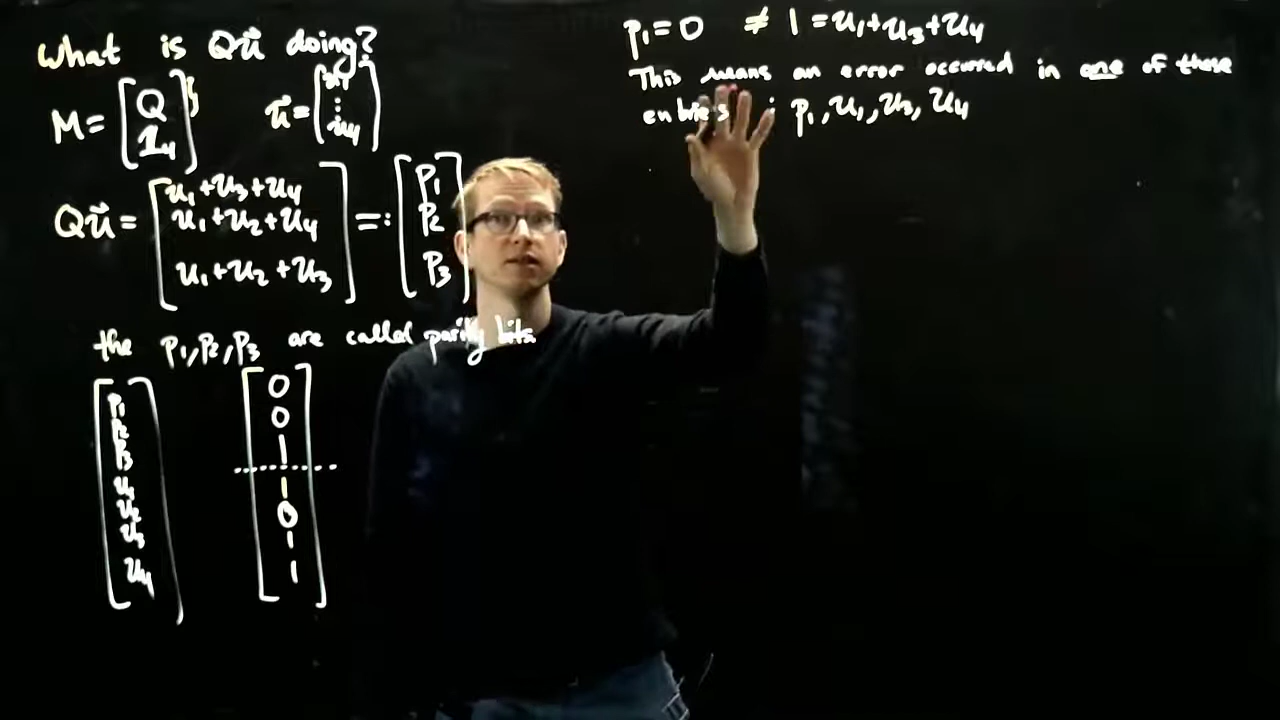 What is Qu⃗ doing?
M = [ Q
1₄ ]
u⃗ = [
⋮
u₄ ]
Qu⃗ = [ u₁+u₃+u₄
u₁+u₂+u₄
u₁+u₂+u₃ ] =: [ p₁
p₂
p₃ ]
the p₁, p₂, p₃ are called parity bits
[ p₁
p₂
p₃
u₁
u₂
u₃
u₄ ]
[ 0
0
1
1
0
1
1 ]
p₁ = 0 ≠ 1 = u₁+u₃+u₄
This means an error occurred in one of these
entries : p₁, u₁, u₃, u₄